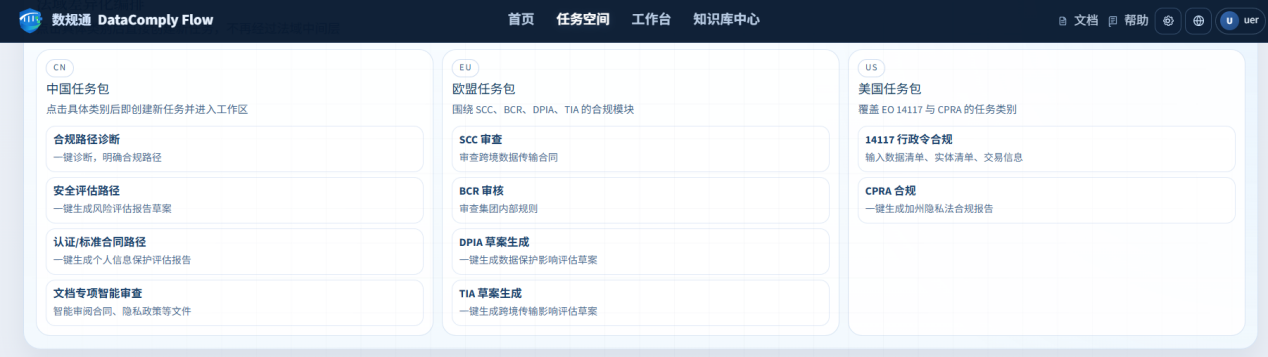 数规通 DataComply Flow
首页 任务空间 工作台 知识库中心
文档 帮助 U uer
CN
中国任务包
点击具体类别后即创建新任务并进入工作区
合规路径诊断
一键诊断，明确合规路径
安全评估路径
一键生成风险评估报告草案
认证/标准合同路径
一键生成个人信息保护评估报告
文档专项智能审查
智能审阅合同、隐私政策等文件
EU
欧盟任务包
围绕 SCC、BCR、DPIA、TIA 的合规模块
SCC 审查
审查跨境数据传输合同
BCR 审核
审查集团内部规则
DPIA 草案生成
一键生成数据保护影响评估草案
TIA 草案生成
一键生成跨境传输影响评估草案
US
美国任务包
覆盖 EO 14117 与 CPRA 的任务类别
14117 行政令合规
输入数据清单、实体清单、交易信息
CPRA 合规
一键生成加州隐私法合规报告